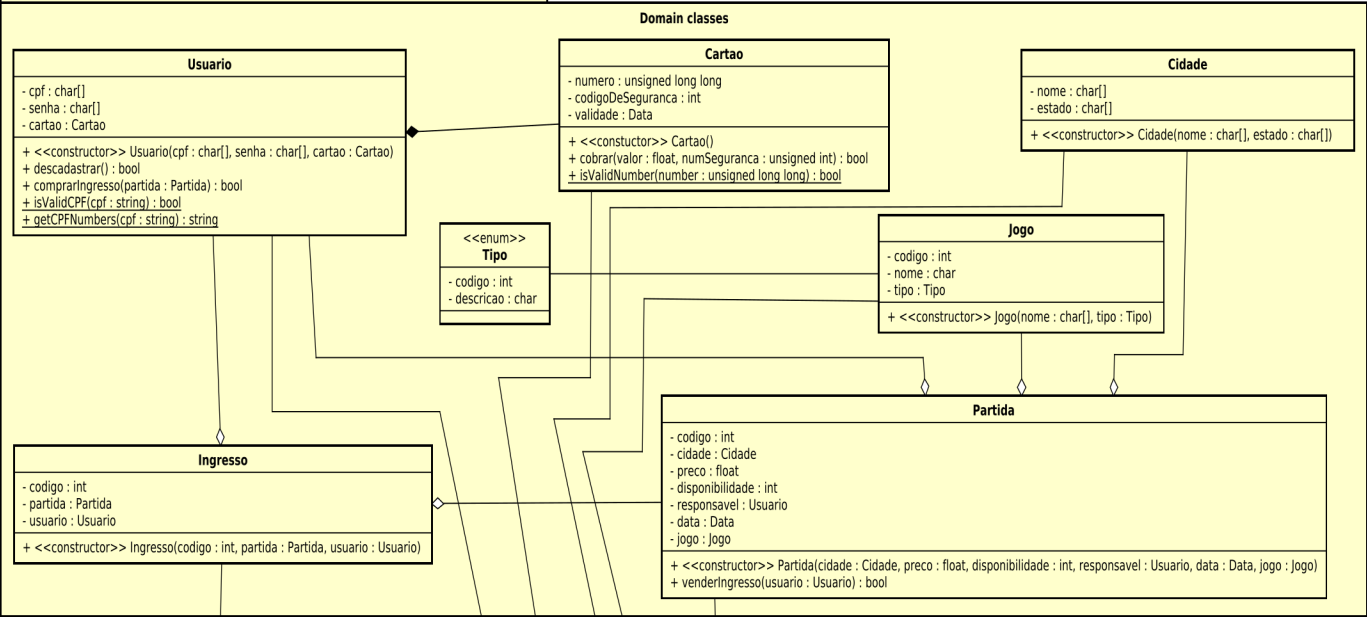 Domain classes
Usuario
- cpf : char[]
- senha : char[]
- cartao : Cartao
+ <<constructor>> Usuario(cpf : char[], senha : char[], cartao : Cartao)
+ descadastrar() : bool
+ comprarIngresso(partida : Partida) : bool
+ isValidCPF(cpf : string) : bool
+ getCPFNumbers(cpf : string) : string
Cartao
- numero : unsigned long long
- codigoDeSeguranca : int
- validade : Data
+ <<constuctor>> Cartao()
+ cobrar(valor : float, numSeguranca : unsigned int) : bool
+ isValidNumber(number : unsigned long long) : bool
Cidade
- nome : char[]
- estado : char[]
+ <<constructor>> Cidade(nome : char[], estado : char[])
<<enum>>
Tipo
- codigo : int
- descricao : char
Jogo
- codigo : int
- nome : char
- tipo : Tipo
+ <<constructor>> Jogo(nome : char[], tipo : Tipo)
Ingresso
- codigo : int
- partida : Partida
- usuario : Usuario
+ <<constructor>> Ingresso(codigo : int, partida : Partida, usuario : Usuario)
Partida
- codigo : int
- cidade : Cidade
- preco : float
- disponibilidade : int
- responsavel : Usuario
- data : Data
- jogo : Jogo
+ <<constructor>> Partida(cidade : Cidade, preco : float, disponibilidade : int, responsavel : Usuario, data : Data, jogo : Jogo)
+ venderIngresso(usuario : Usuario) : bool